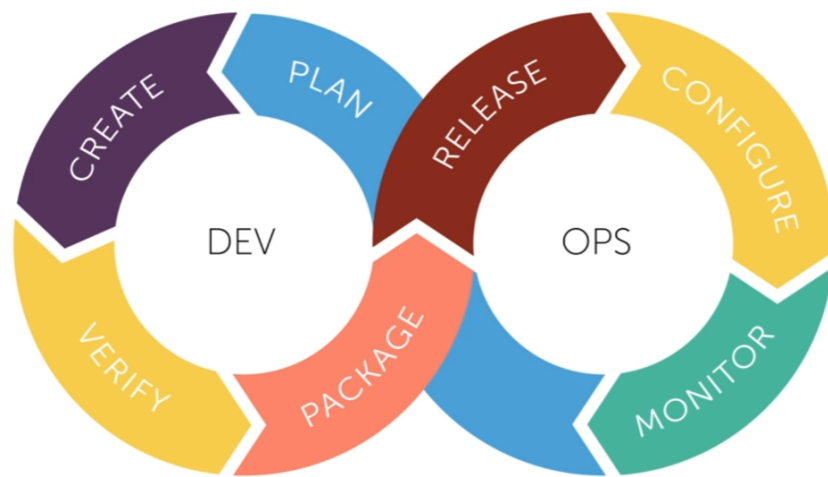 PLAN
CREATE
VERIFY
PACKAGE
RELEASE
CONFIGURE
MONITOR
DEV
OPS